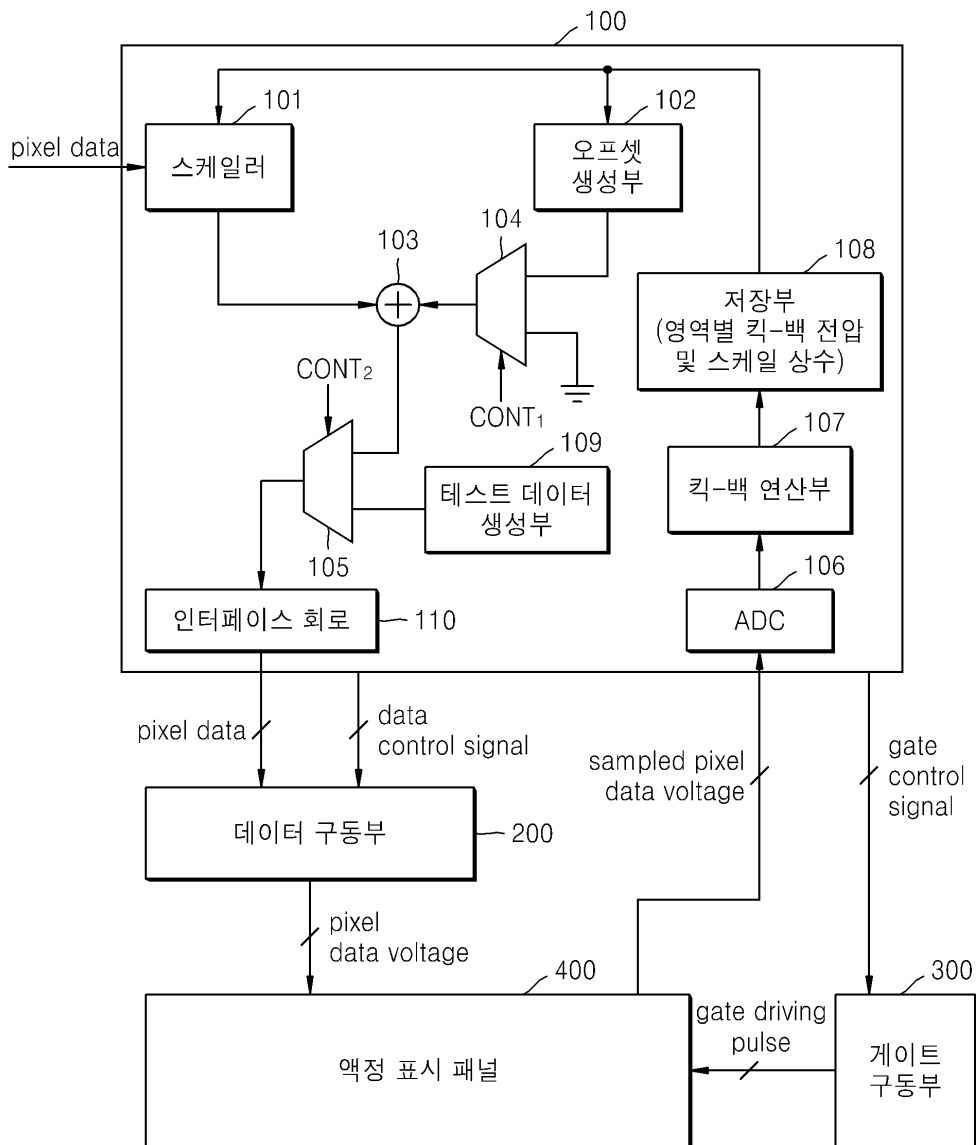 100
101
102
pixel data
스케일러
오프셋
생성부
104
103
108
저장부
(영역별 킥-백 전압
및 스케일 상수)
CONT₂
CONT₁
107
109
킥-백 연산부
테스트 데이터
생성부
105
106
인터페이스 회로
110
ADC
pixel data
data
control signal
sampled pixel
data voltage
gate
control
signal
데이터 구동부
200
pixel
data voltage
400
300
gate driving
pulse
액정 표시 패널
게이트
구동부